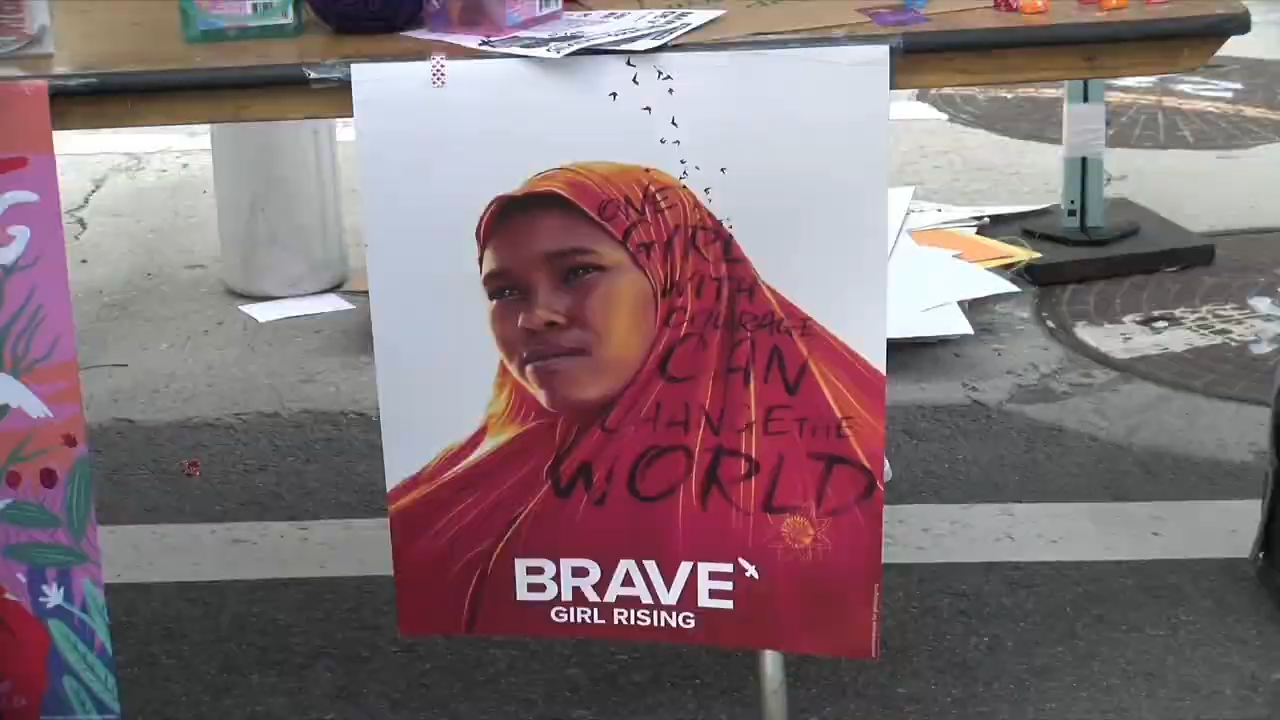 ONE
GIRL
WITH
COURAGE
CAN
CHANGE THE
WORLD
BRAVE
GIRL RISING